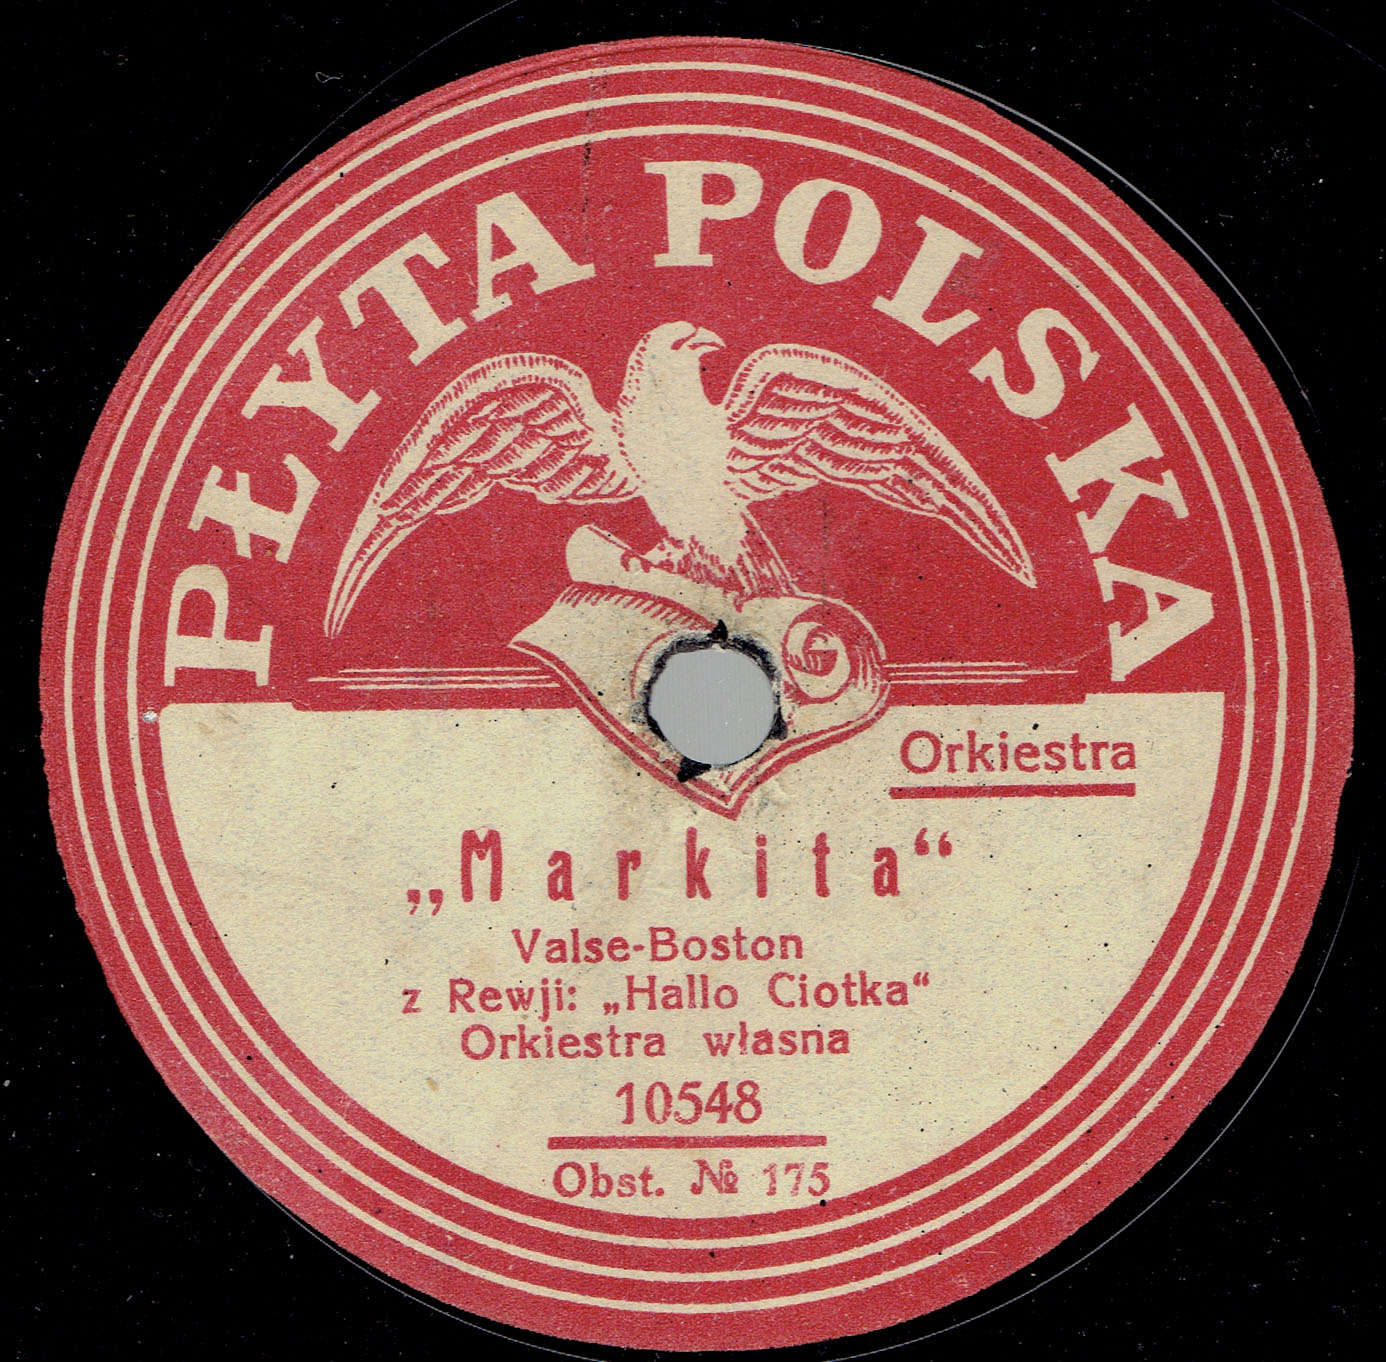 PŁYTA POLSKA
Orkiestra
„Markita“
Valse-Boston
z Rewji: „Hallo Ciotka“
Orkiestra własna
10548
Obst. № 175